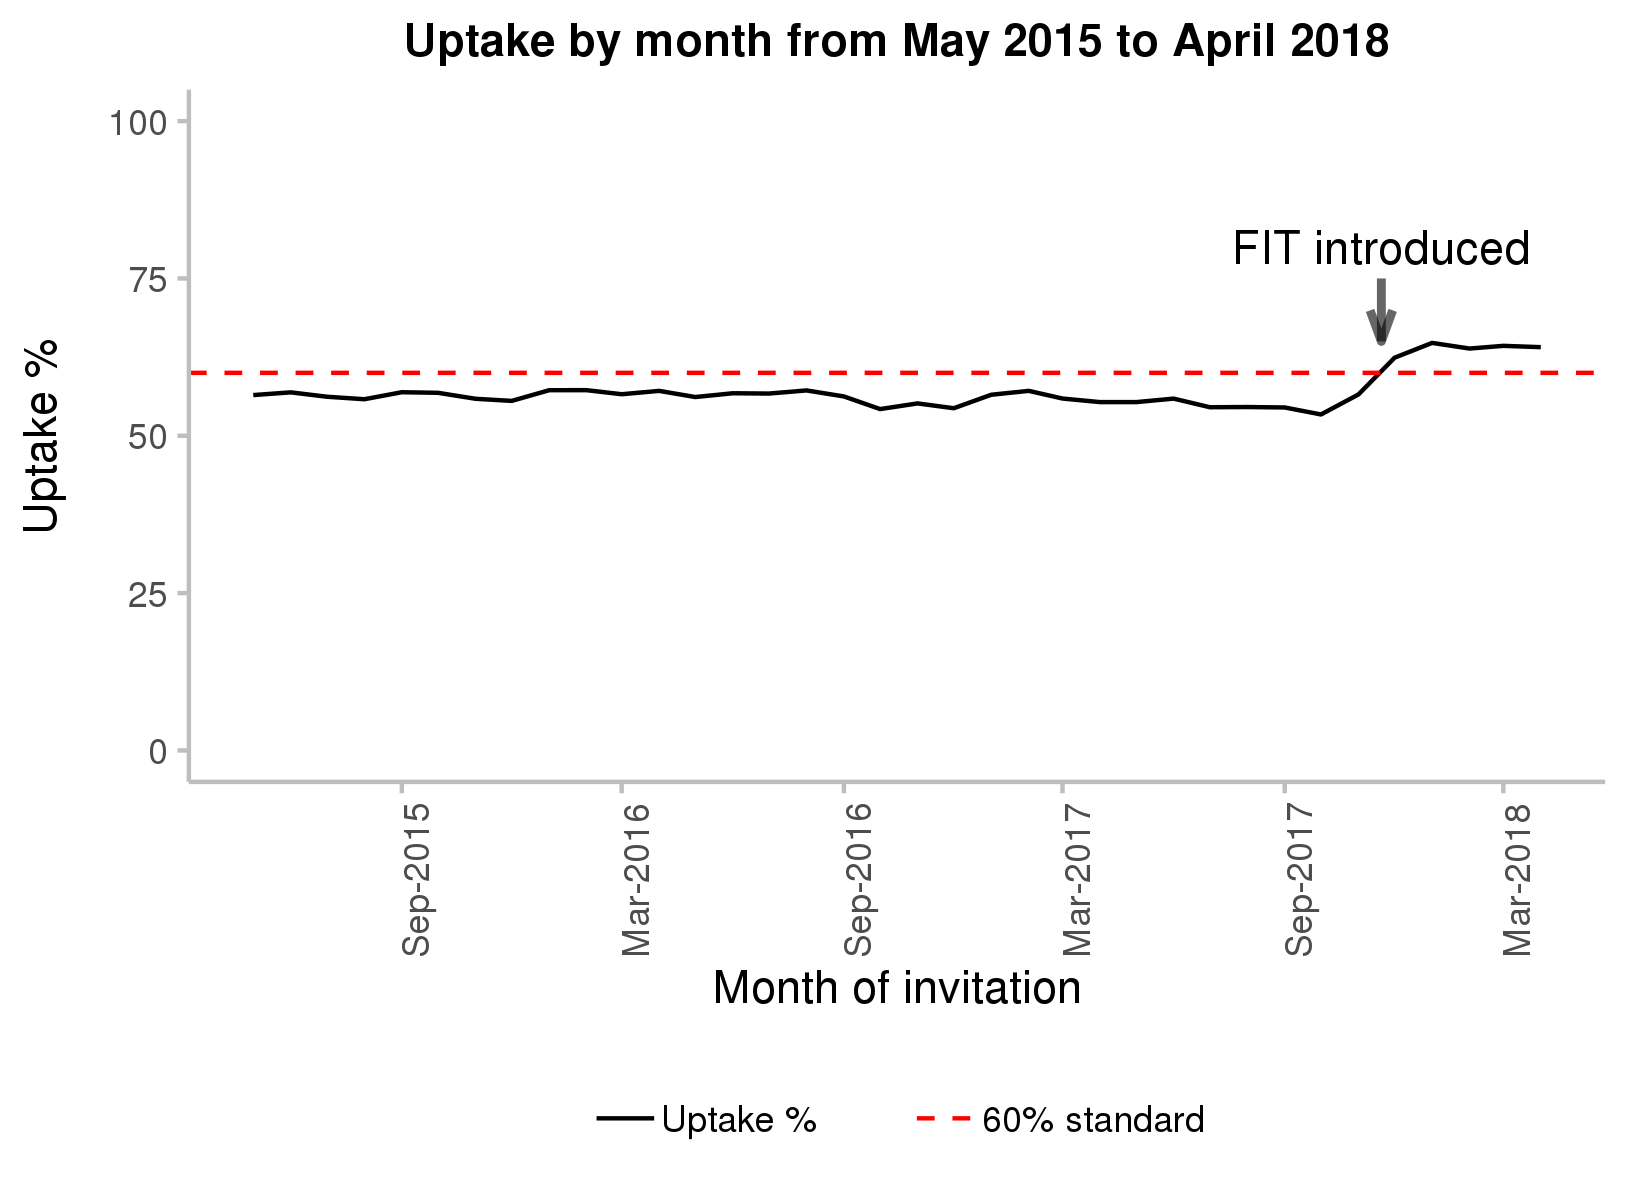 Uptake by month from May 2015 to April 2018
100
75
50
25
0
Uptake %
FIT introduced
Sep-2015
Mar-2016
Sep-2016
Mar-2017
Sep-2017
Mar-2018
Month of invitation
Uptake %
60% standard